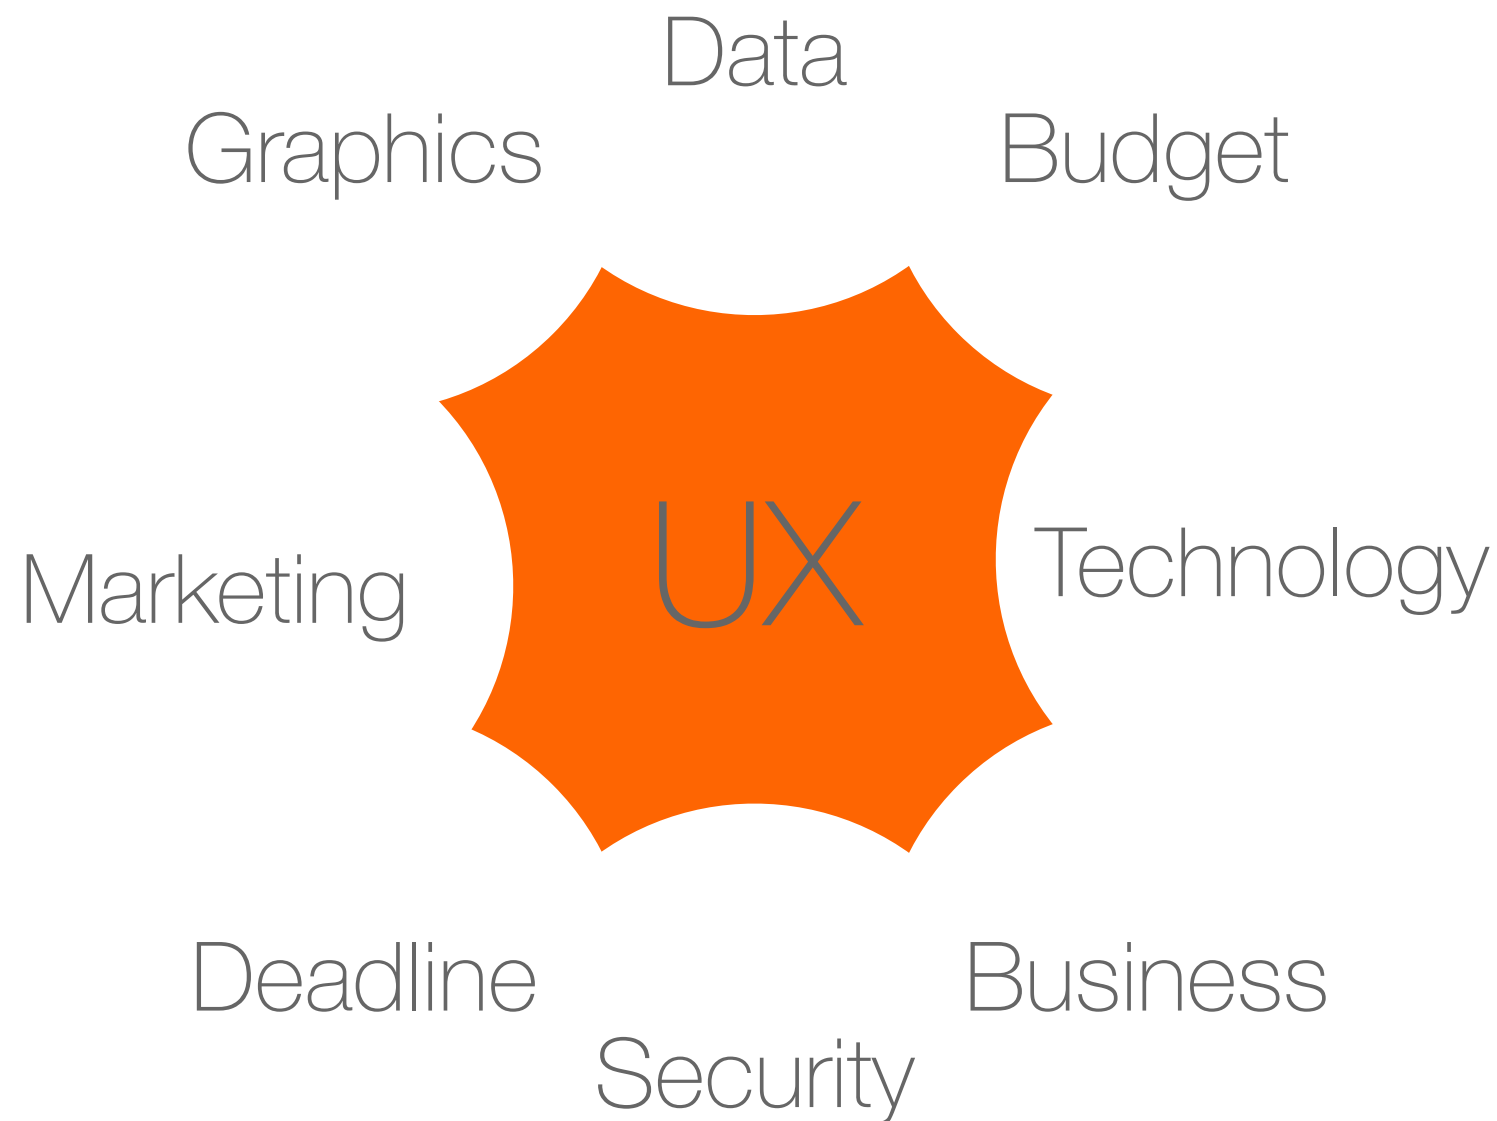 Data
Graphics
Budget
UX
Marketing
Technology
Deadline
Business
Security